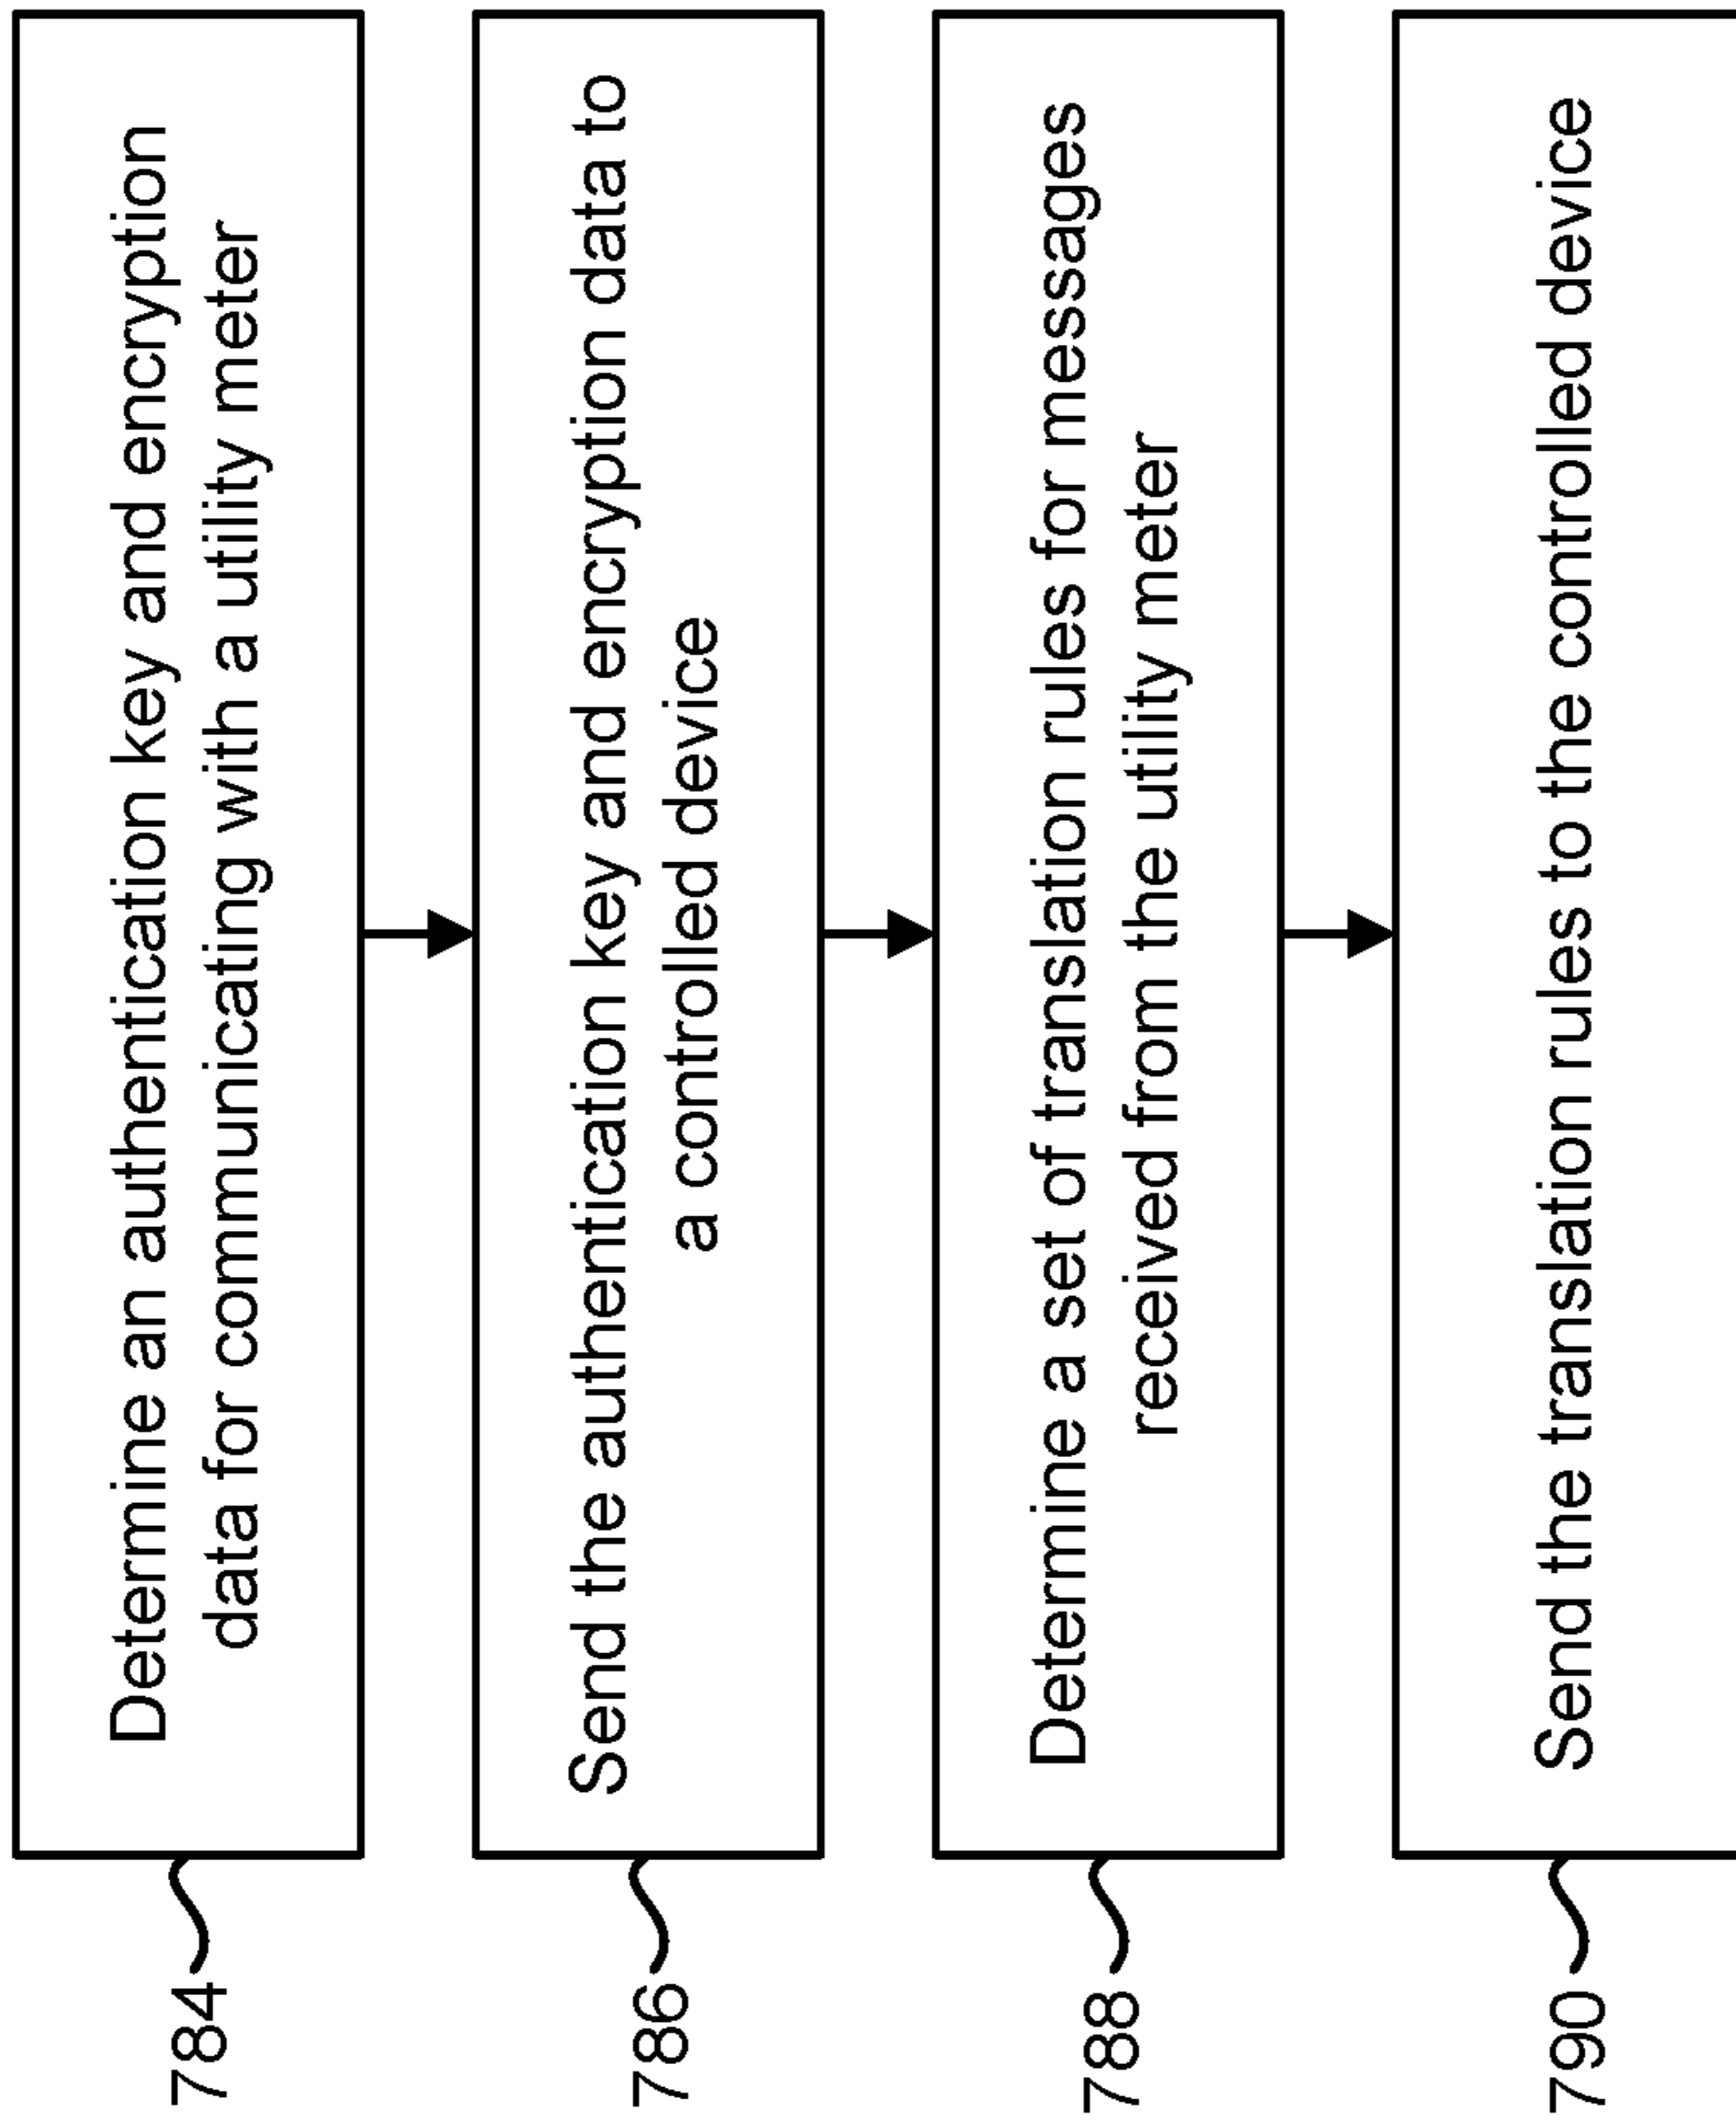 784
Determine an authentication key and encryption
data for communicating with a utility meter
786
Send the authentication key and encryption data to
a controlled device
788
Determine a set of translation rules for messages
received from the utility meter
790
Send the translation rules to the controlled device